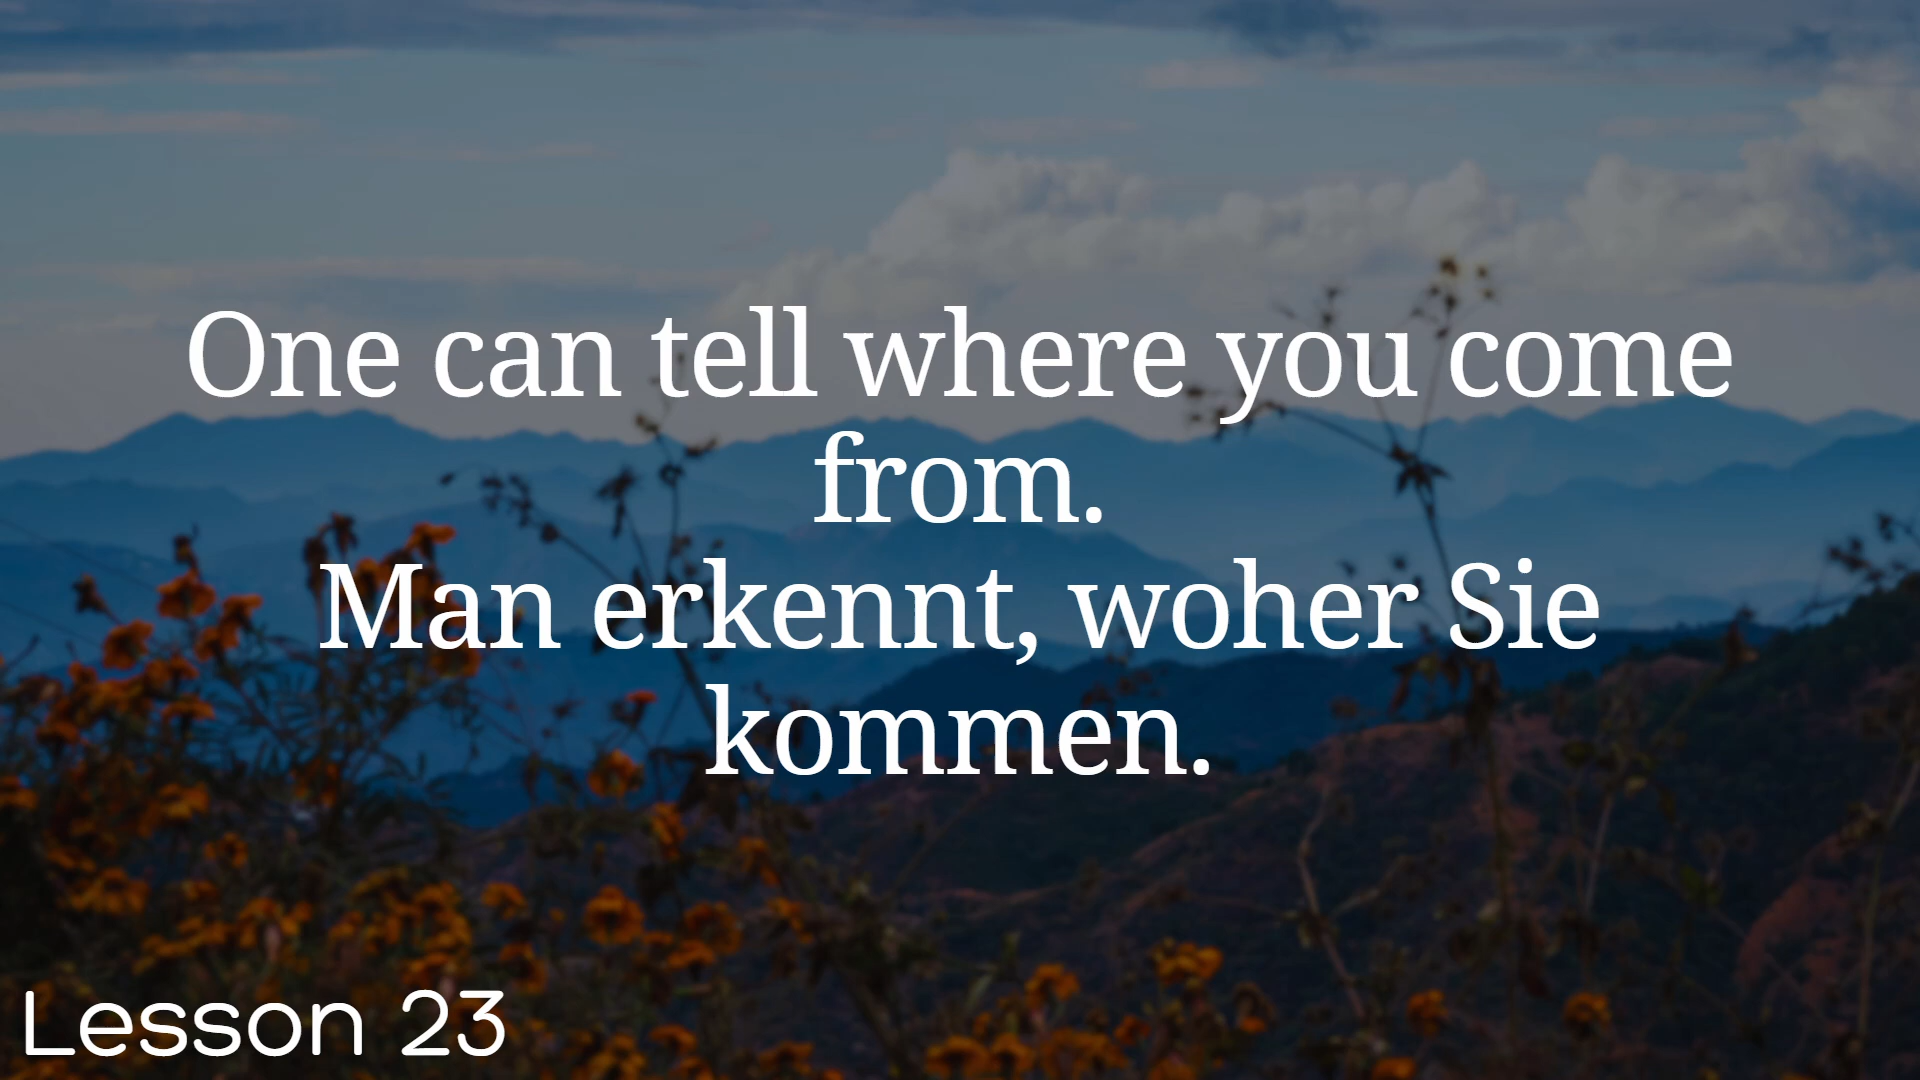 One can tell where you come
from.
Man erkennt, woher Sie
kommen.
Lesson 23